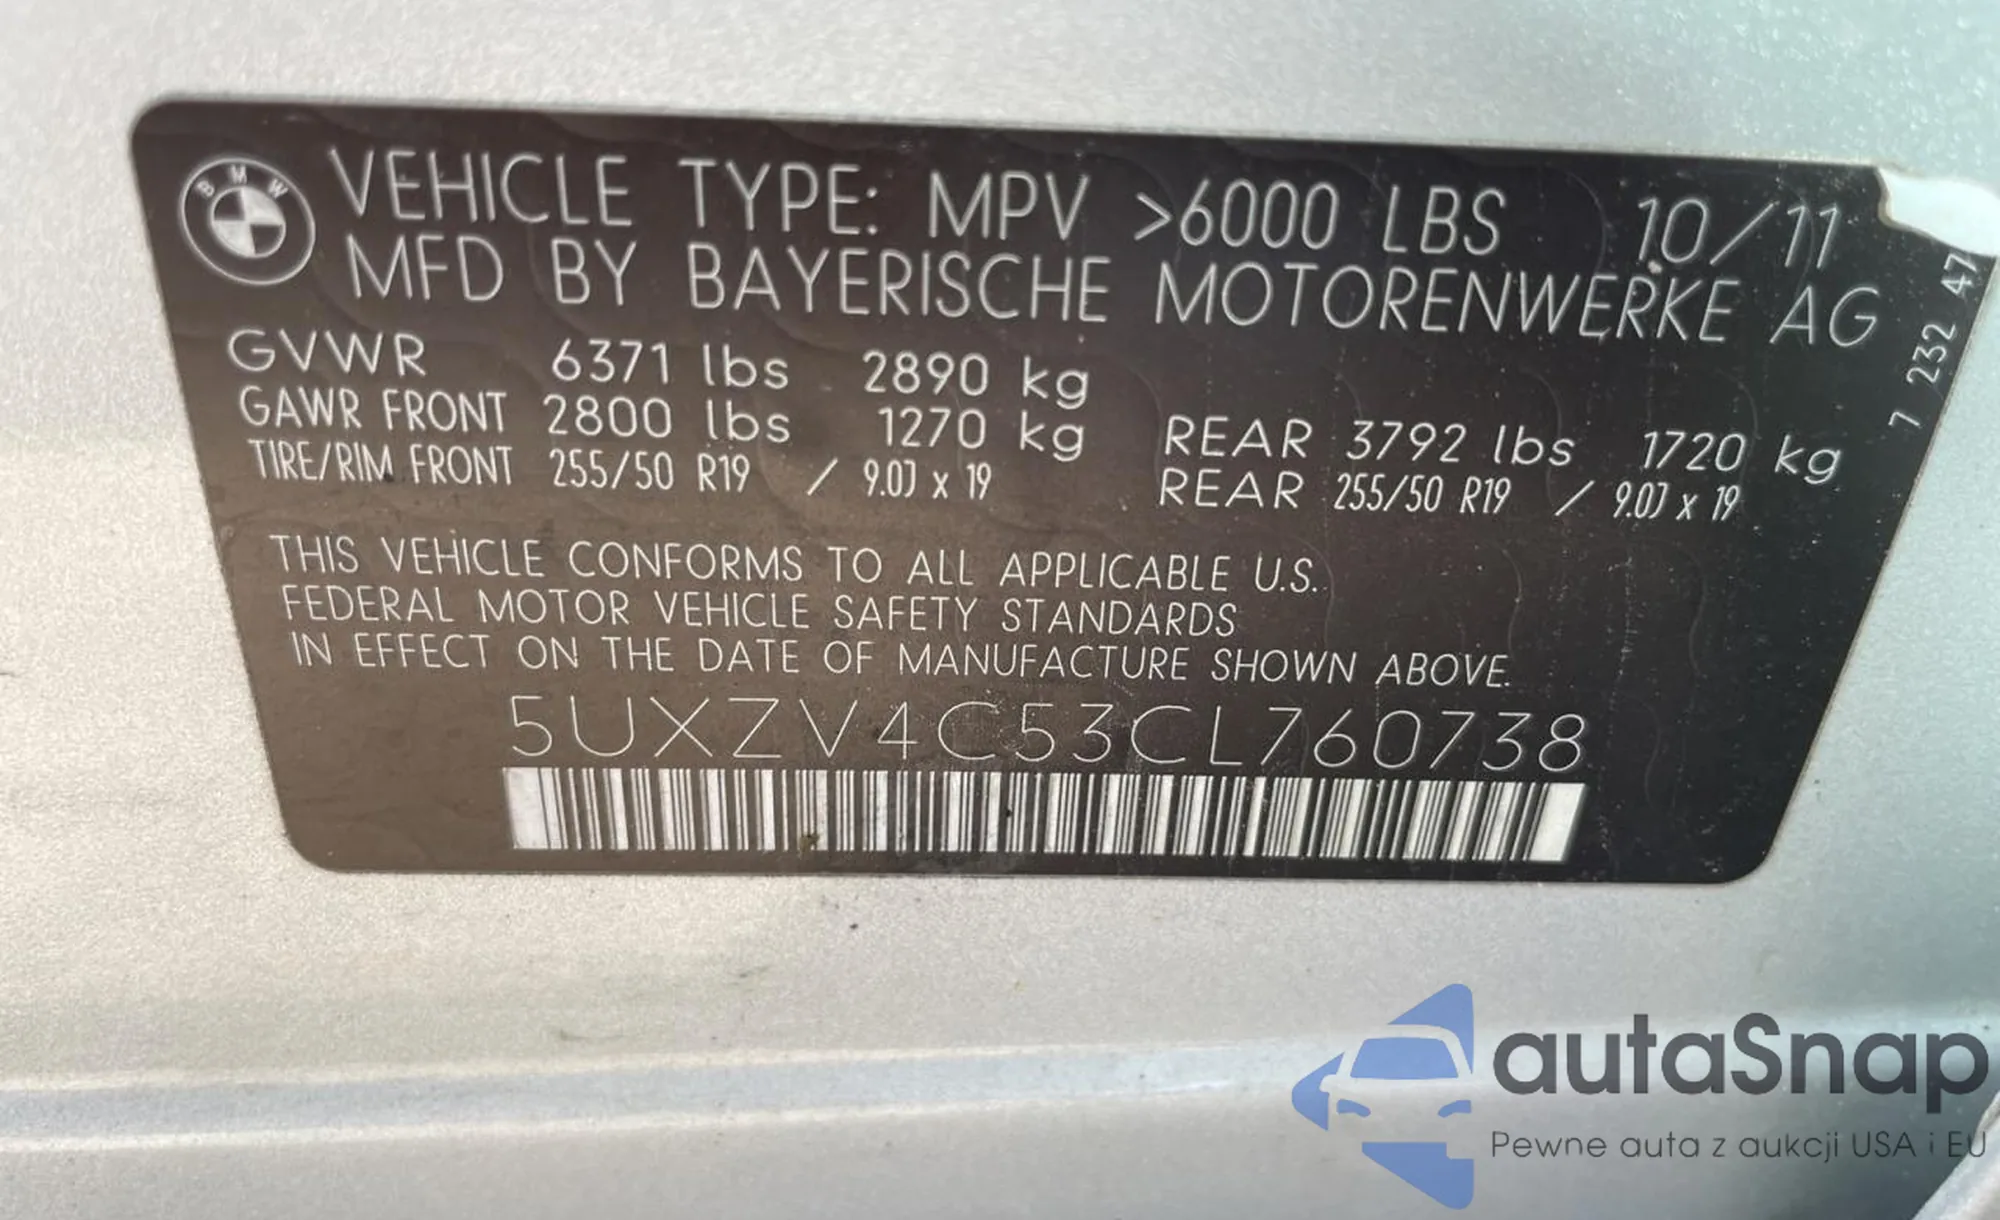 BMW
VEHICLE TYPE: MPV >6000 LBS 10/11
MFD BY BAYERISCHE MOTORENWERKE AG
GVWR 6371 lbs 2890 kg
GAWR FRONT 2800 lbs 1270 kg REAR 3792 lbs 1720 kg
TIRE/RIM FRONT 255/50 R19 / 9.0J x 19 REAR 255/50 R19 / 9.0J x 19
7 232 47
THIS VEHICLE CONFORMS TO ALL APPLICABLE U.S.
FEDERAL MOTOR VEHICLE SAFETY STANDARDS
IN EFFECT ON THE DATE OF MANUFACTURE SHOWN ABOVE.
5UXZV4C53CL760738
autaSnap
Pewne auta z aukcji USA i EU